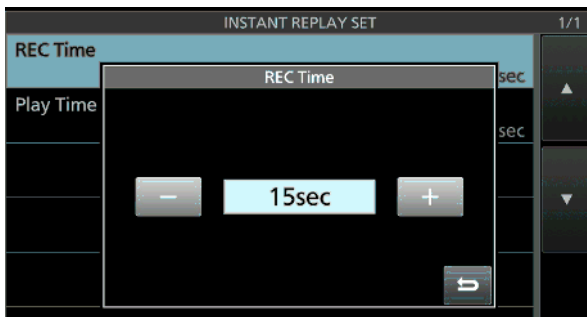 INSTANT REPLAY SET 1/1
REC Time
sec
REC Time
Play Time
sec
15sec